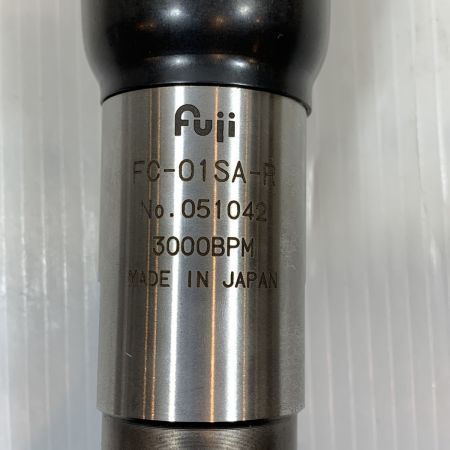 Fuji
FC-01SA-R
No.051042
3000BPM
MADE IN JAPAN